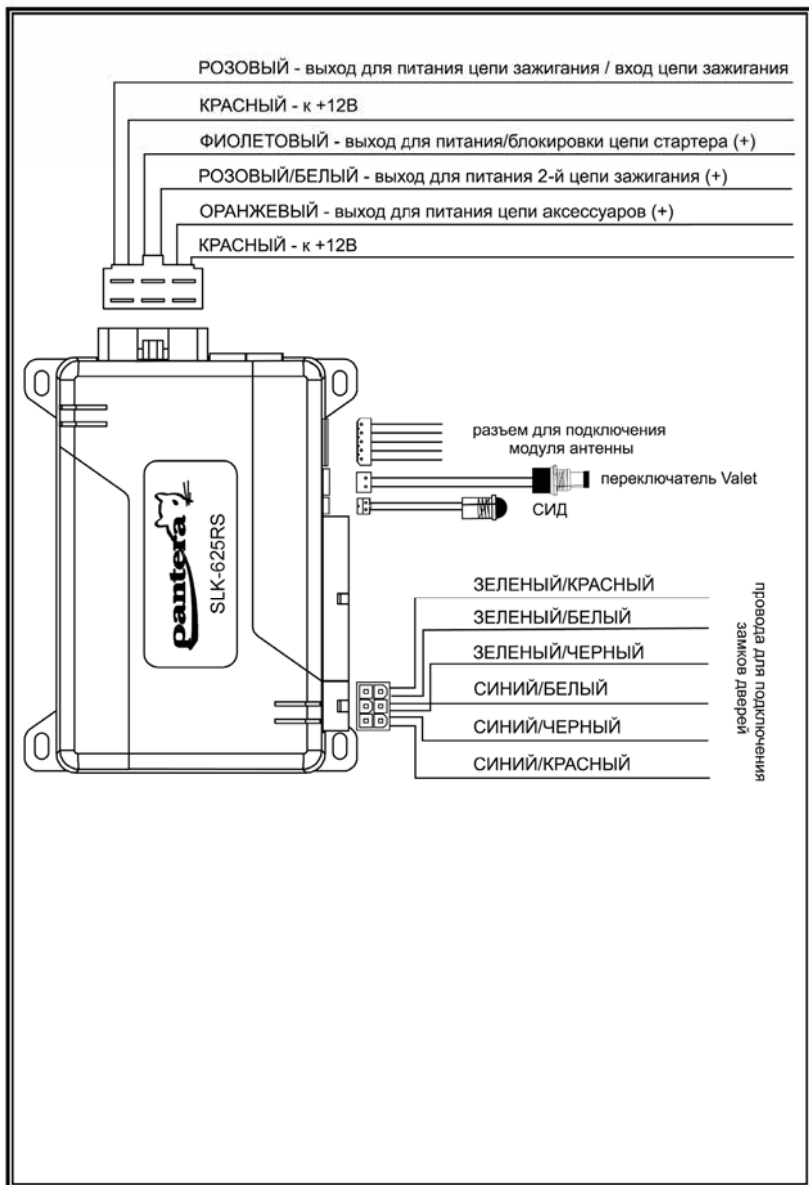 РОЗОВЫЙ - выход для питания цепи зажигания / вход цепи зажигания
КРАСНЫЙ - к +12В
ФИОЛЕТОВЫЙ - выход для питания/блокировки цепи стартера (+)
РОЗОВЫЙ/БЕЛЫЙ - выход для питания 2-й цепи зажигания (+)
ОРАНЖЕВЫЙ - выход для питания цепи аксессуаров (+)
КРАСНЫЙ - к +12В
разъем для подключения
модуля антенны
переключатель Valet
СИД
pantera
SLK-625RS
ЗЕЛЕНЫЙ/КРАСНЫЙ
ЗЕЛЕНЫЙ/БЕЛЫЙ
ЗЕЛЕНЫЙ/ЧЕРНЫЙ
СИНИЙ/БЕЛЫЙ
СИНИЙ/ЧЕРНЫЙ
СИНИЙ/КРАСНЫЙ
провода для подключения
замков дверей